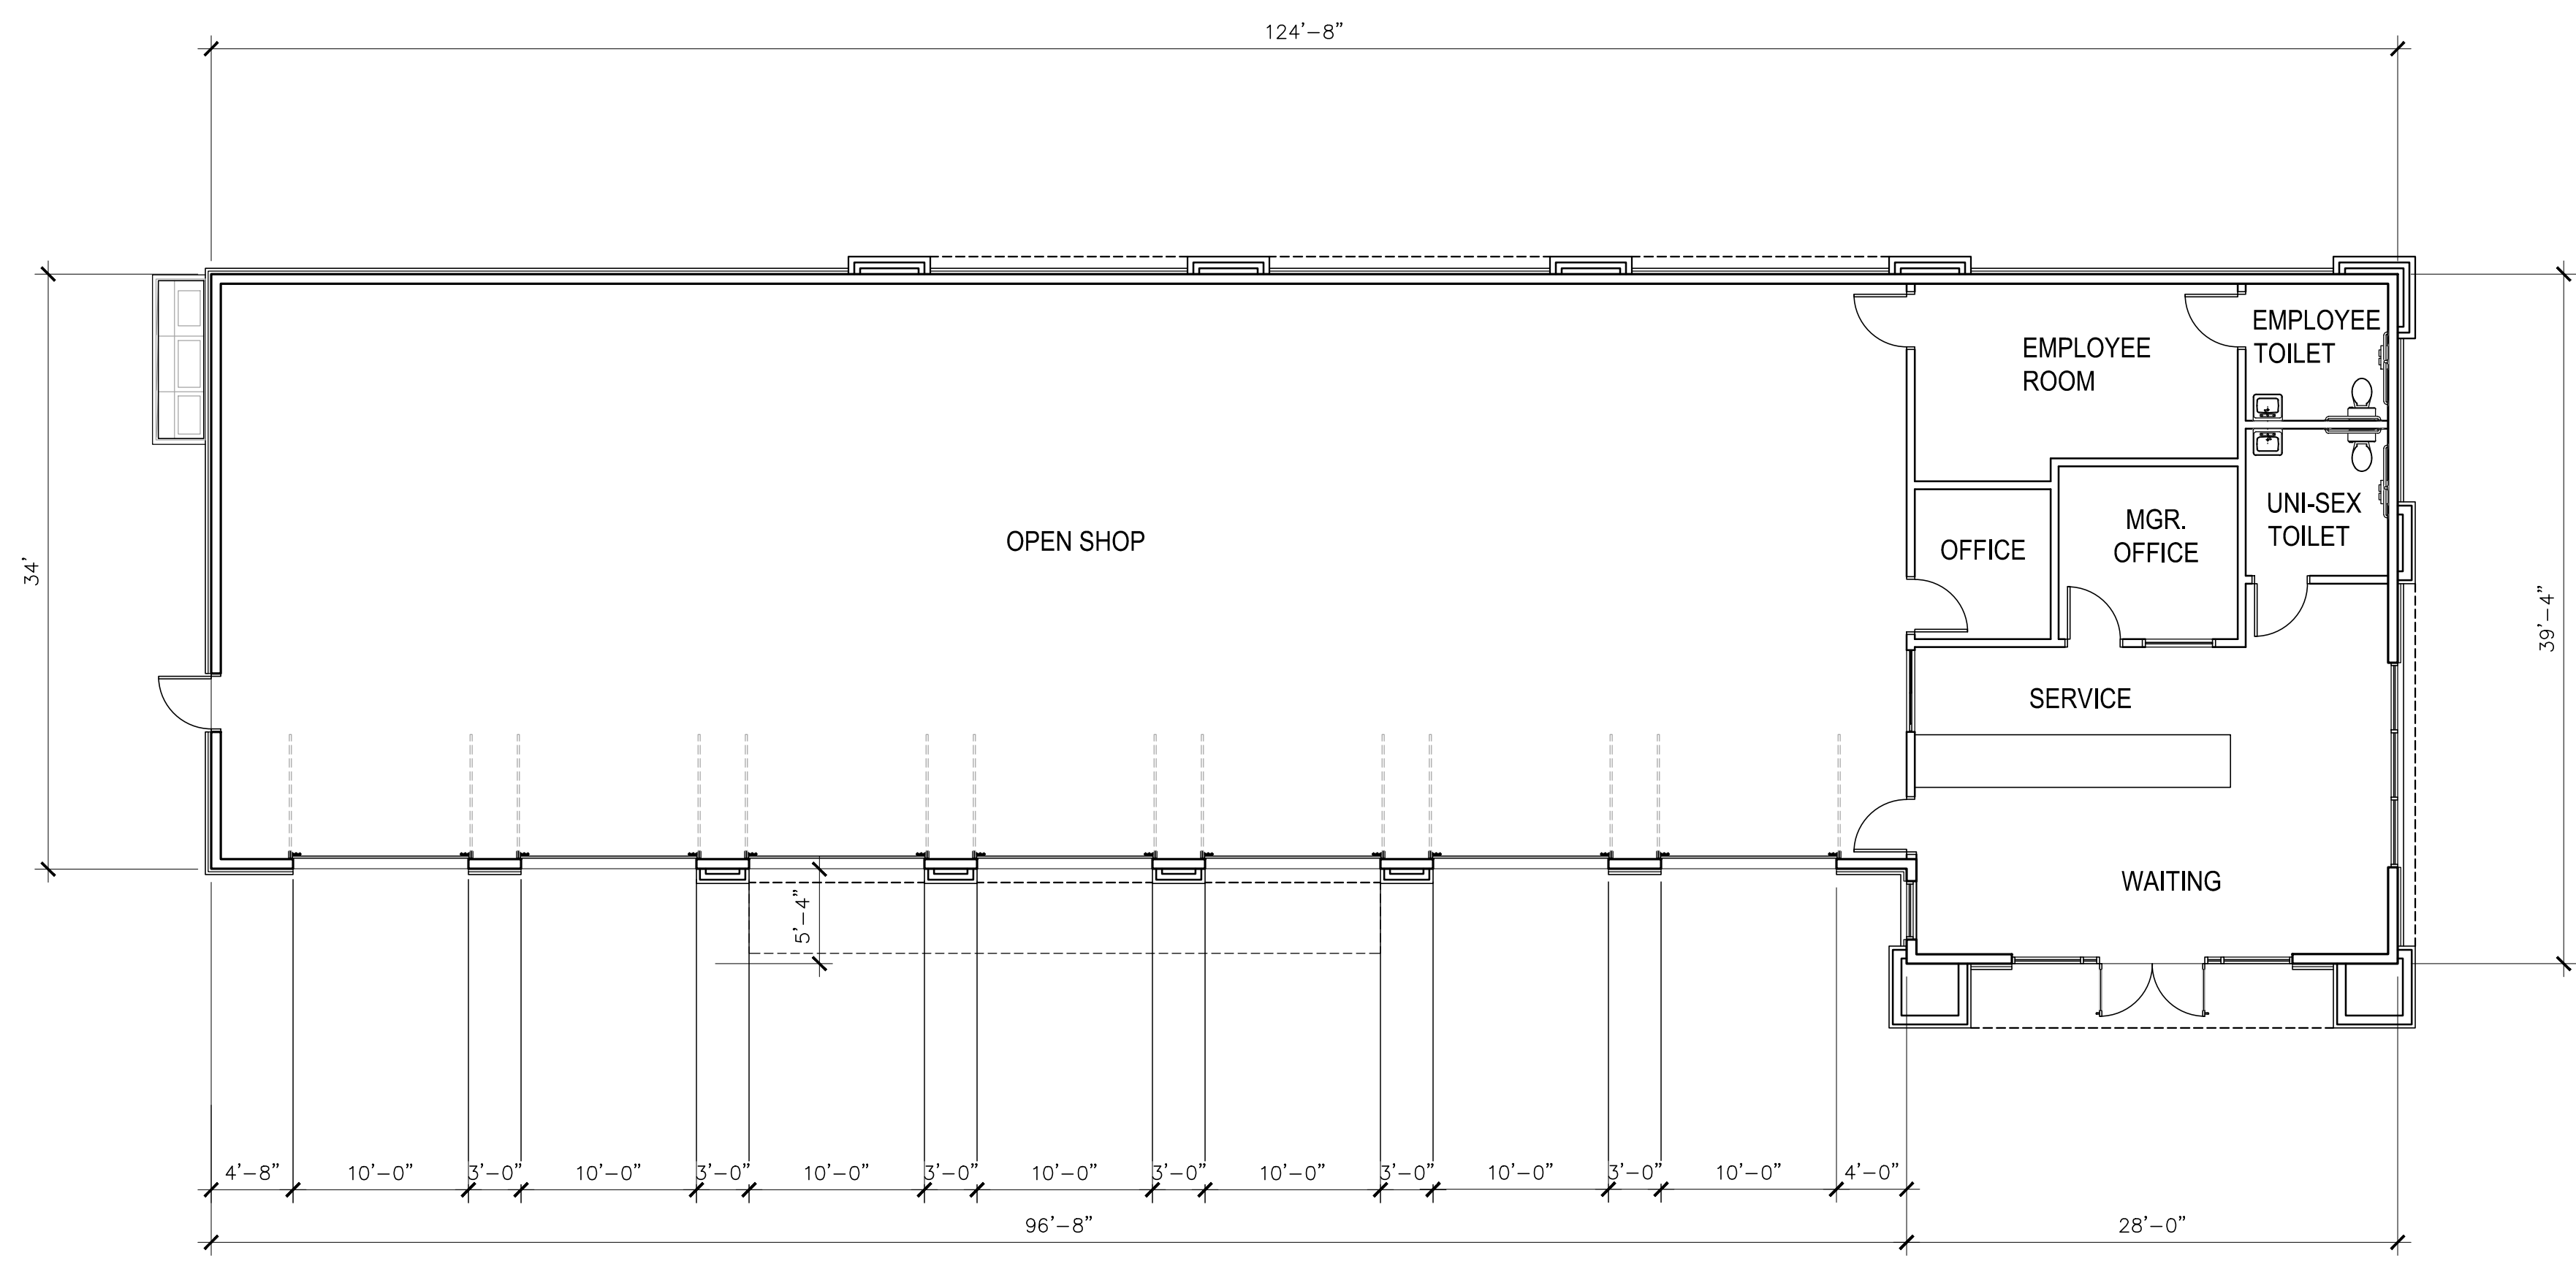 124'-8"
EMPLOYEE
TOILET
EMPLOYEE
ROOM
UNI-SEX
TOILET
MGR.
OFFICE
OFFICE
OPEN SHOP
34'
39'-4"
SERVICE
WAITING
5'-4"
4'-8"
10'-0"
3'-0"
10'-0"
3'-0"
10'-0"
3'-0"
10'-0"
3'-0"
10'-0"
3'-0"
10'-0"
3'-0"
10'-0"
4'-0"
96'-8"
28'-0"